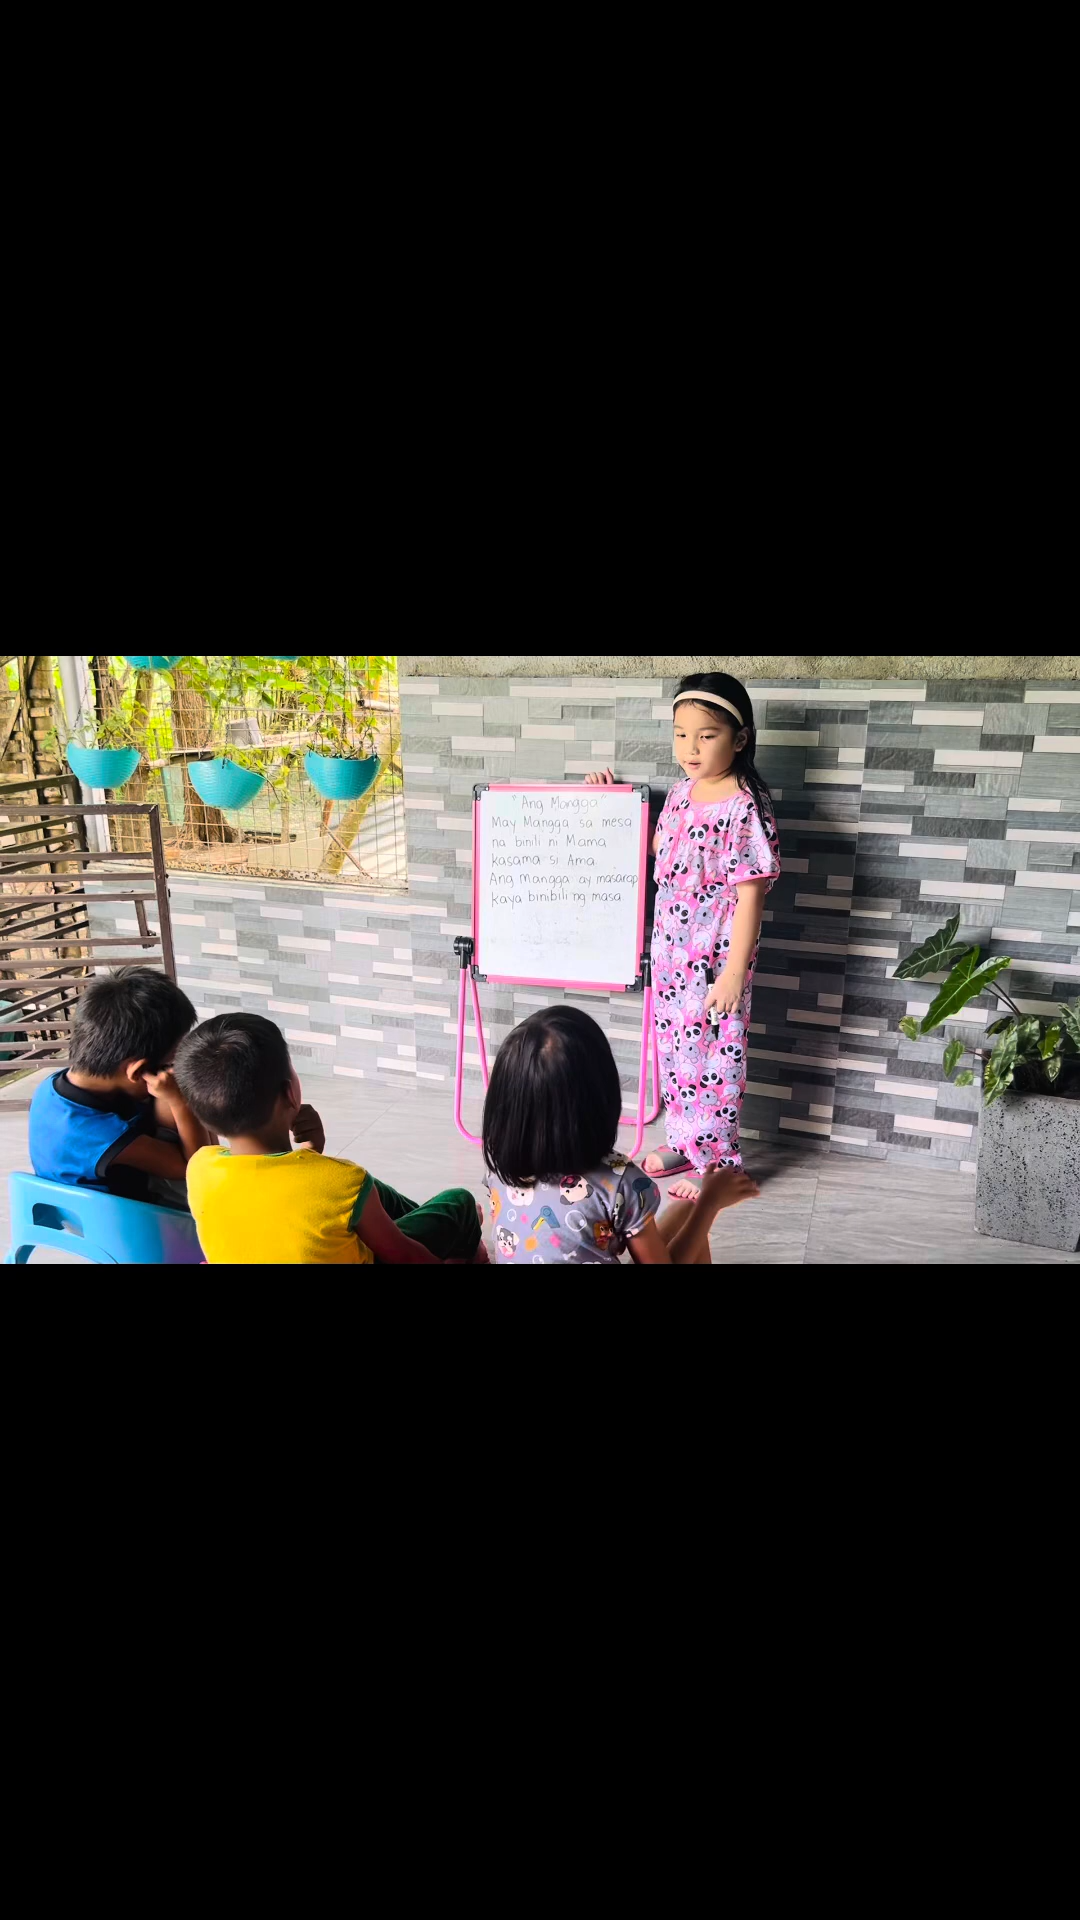 "Ang Mangga"
May Mangga sa mesa
na binili ni Mama
kasama si Ama.
Ang mangga ay masarap
kaya binibili ng masa.